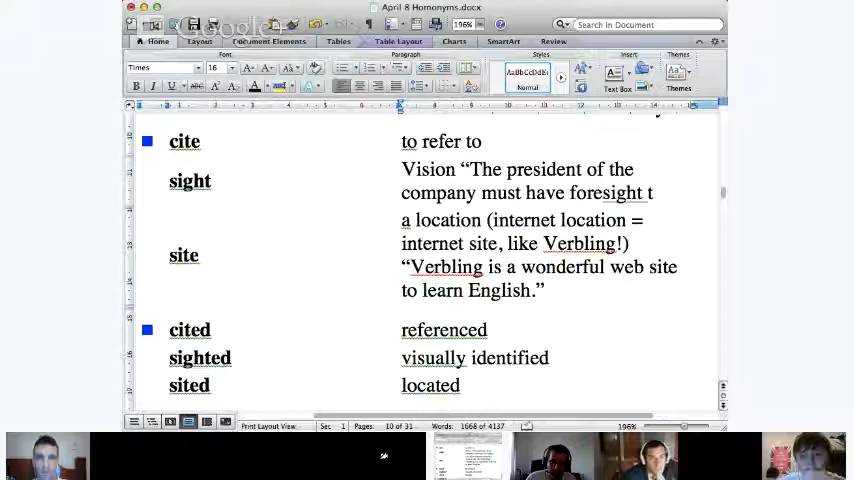 April 8 Homonyms.docx
Google+
196%
Search in Document
Home Layout Document Elements Tables Table Layout Charts SmartArt Review
Font Paragraph Styles Insert Themes
Times 16 AaBbCcDdEe
Normal Text Box Themes
cite to refer to
sight Vision “The president of the
company must have foresight t
a location (internet location =
internet site, like Verbling!)
site
“Verbling is a wonderful web site
to learn English.”
cited referenced
sighted visually identified
sited located
Print Layout View Sec 1 Pages: 10 of 31 Words: 1668 of 4137 196%